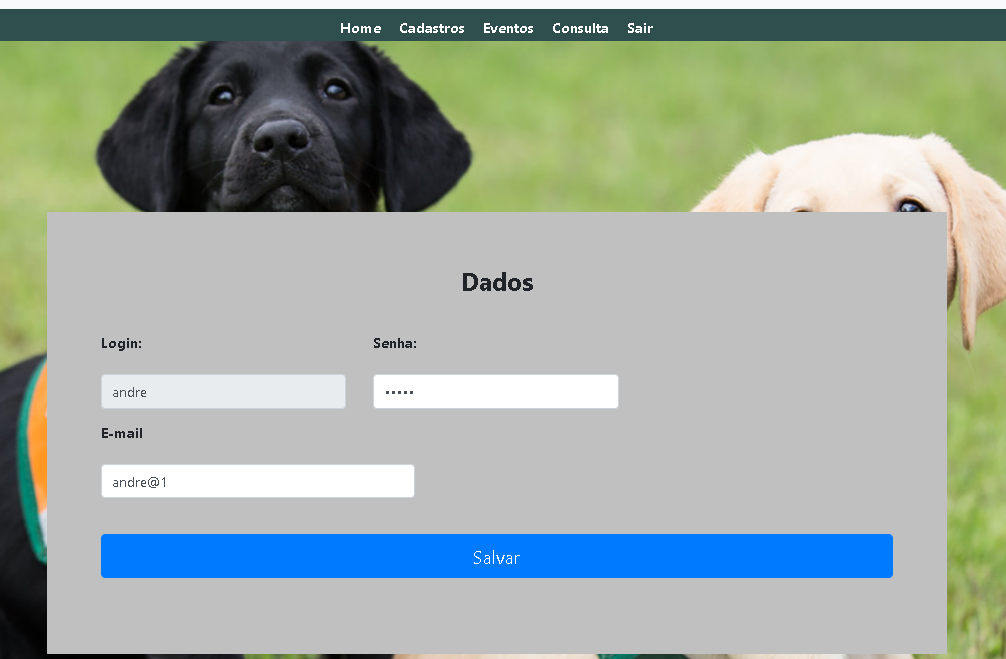 Home Cadastros Eventos Consulta Sair
Dados
Login: Senha:
andre •••••
E-mail
andre@1
Salvar